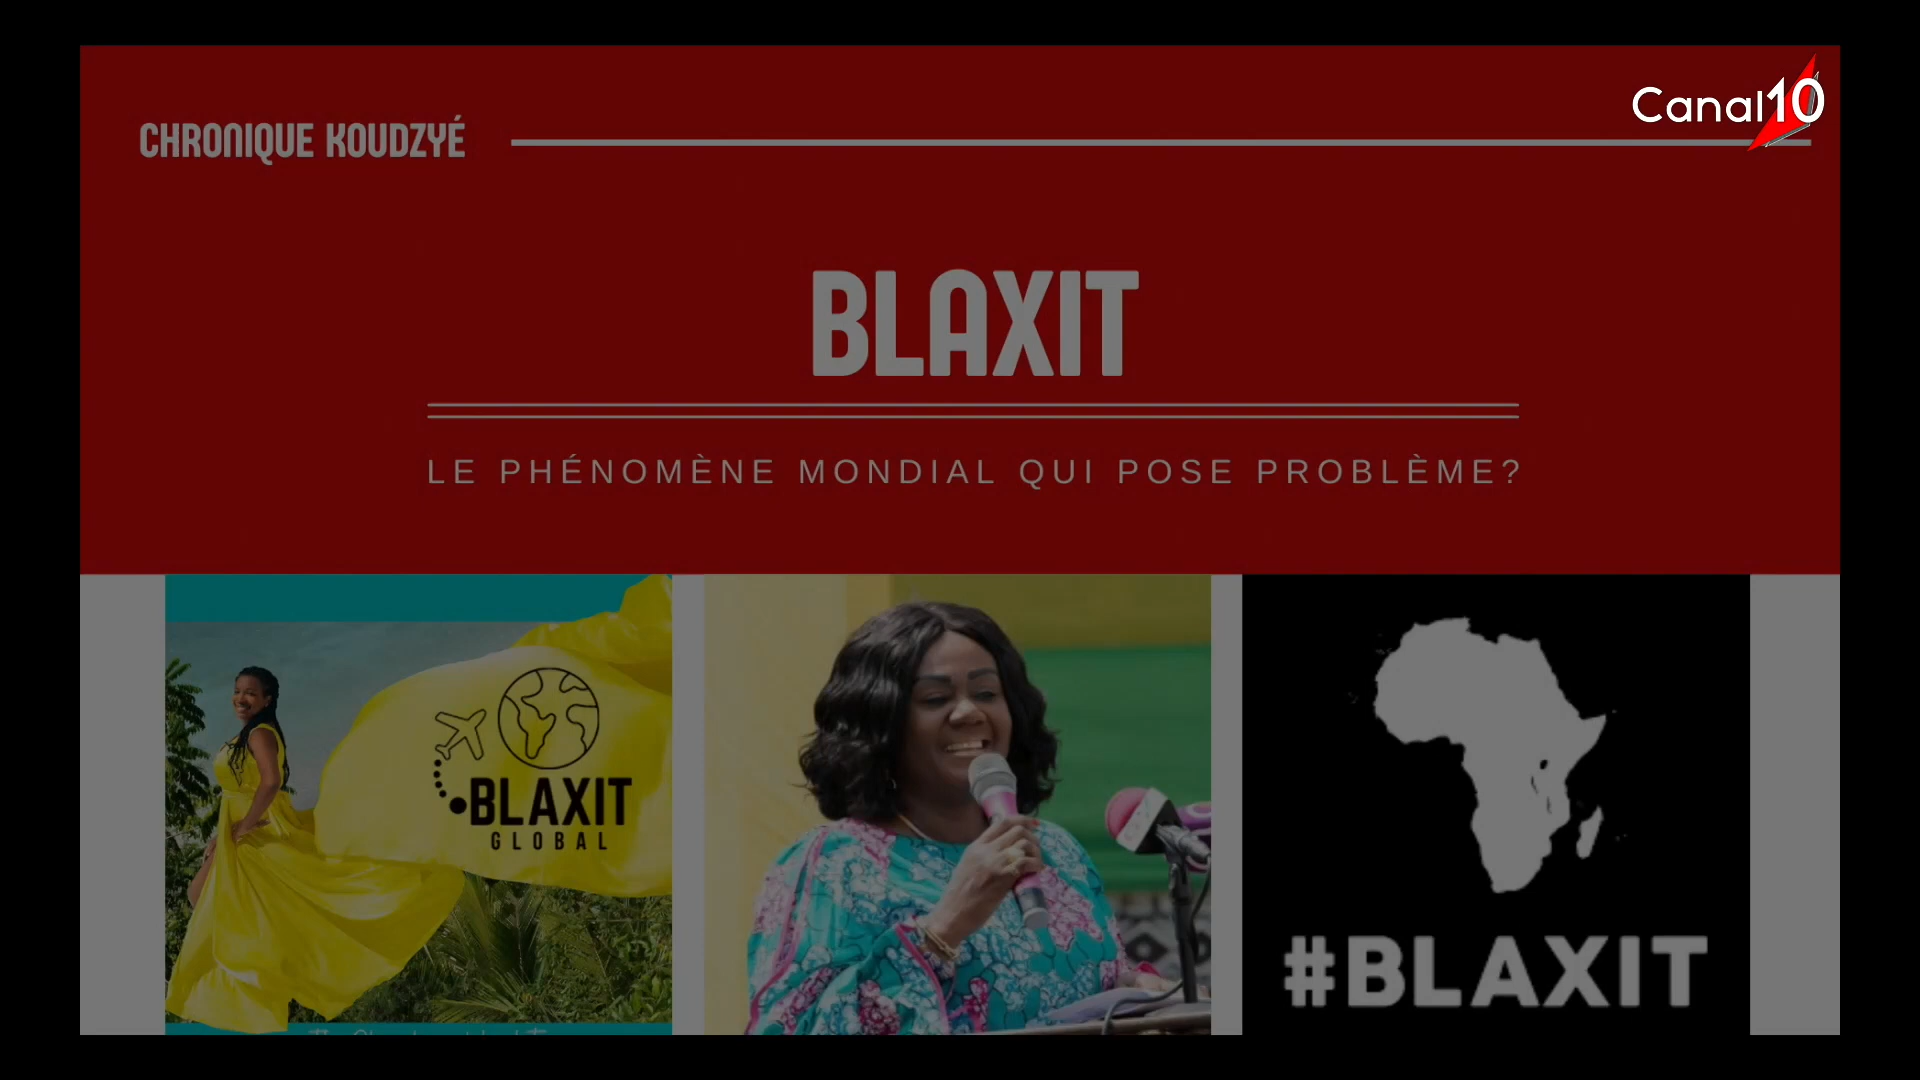 Canal10
CHRONIQUE KOUDZYÉ
BLAXIT
LE PHÉNOMÈNE MONDIAL QUI POSE PROBLÈME?
BLAXIT
GLOBAL
#BLAXIT